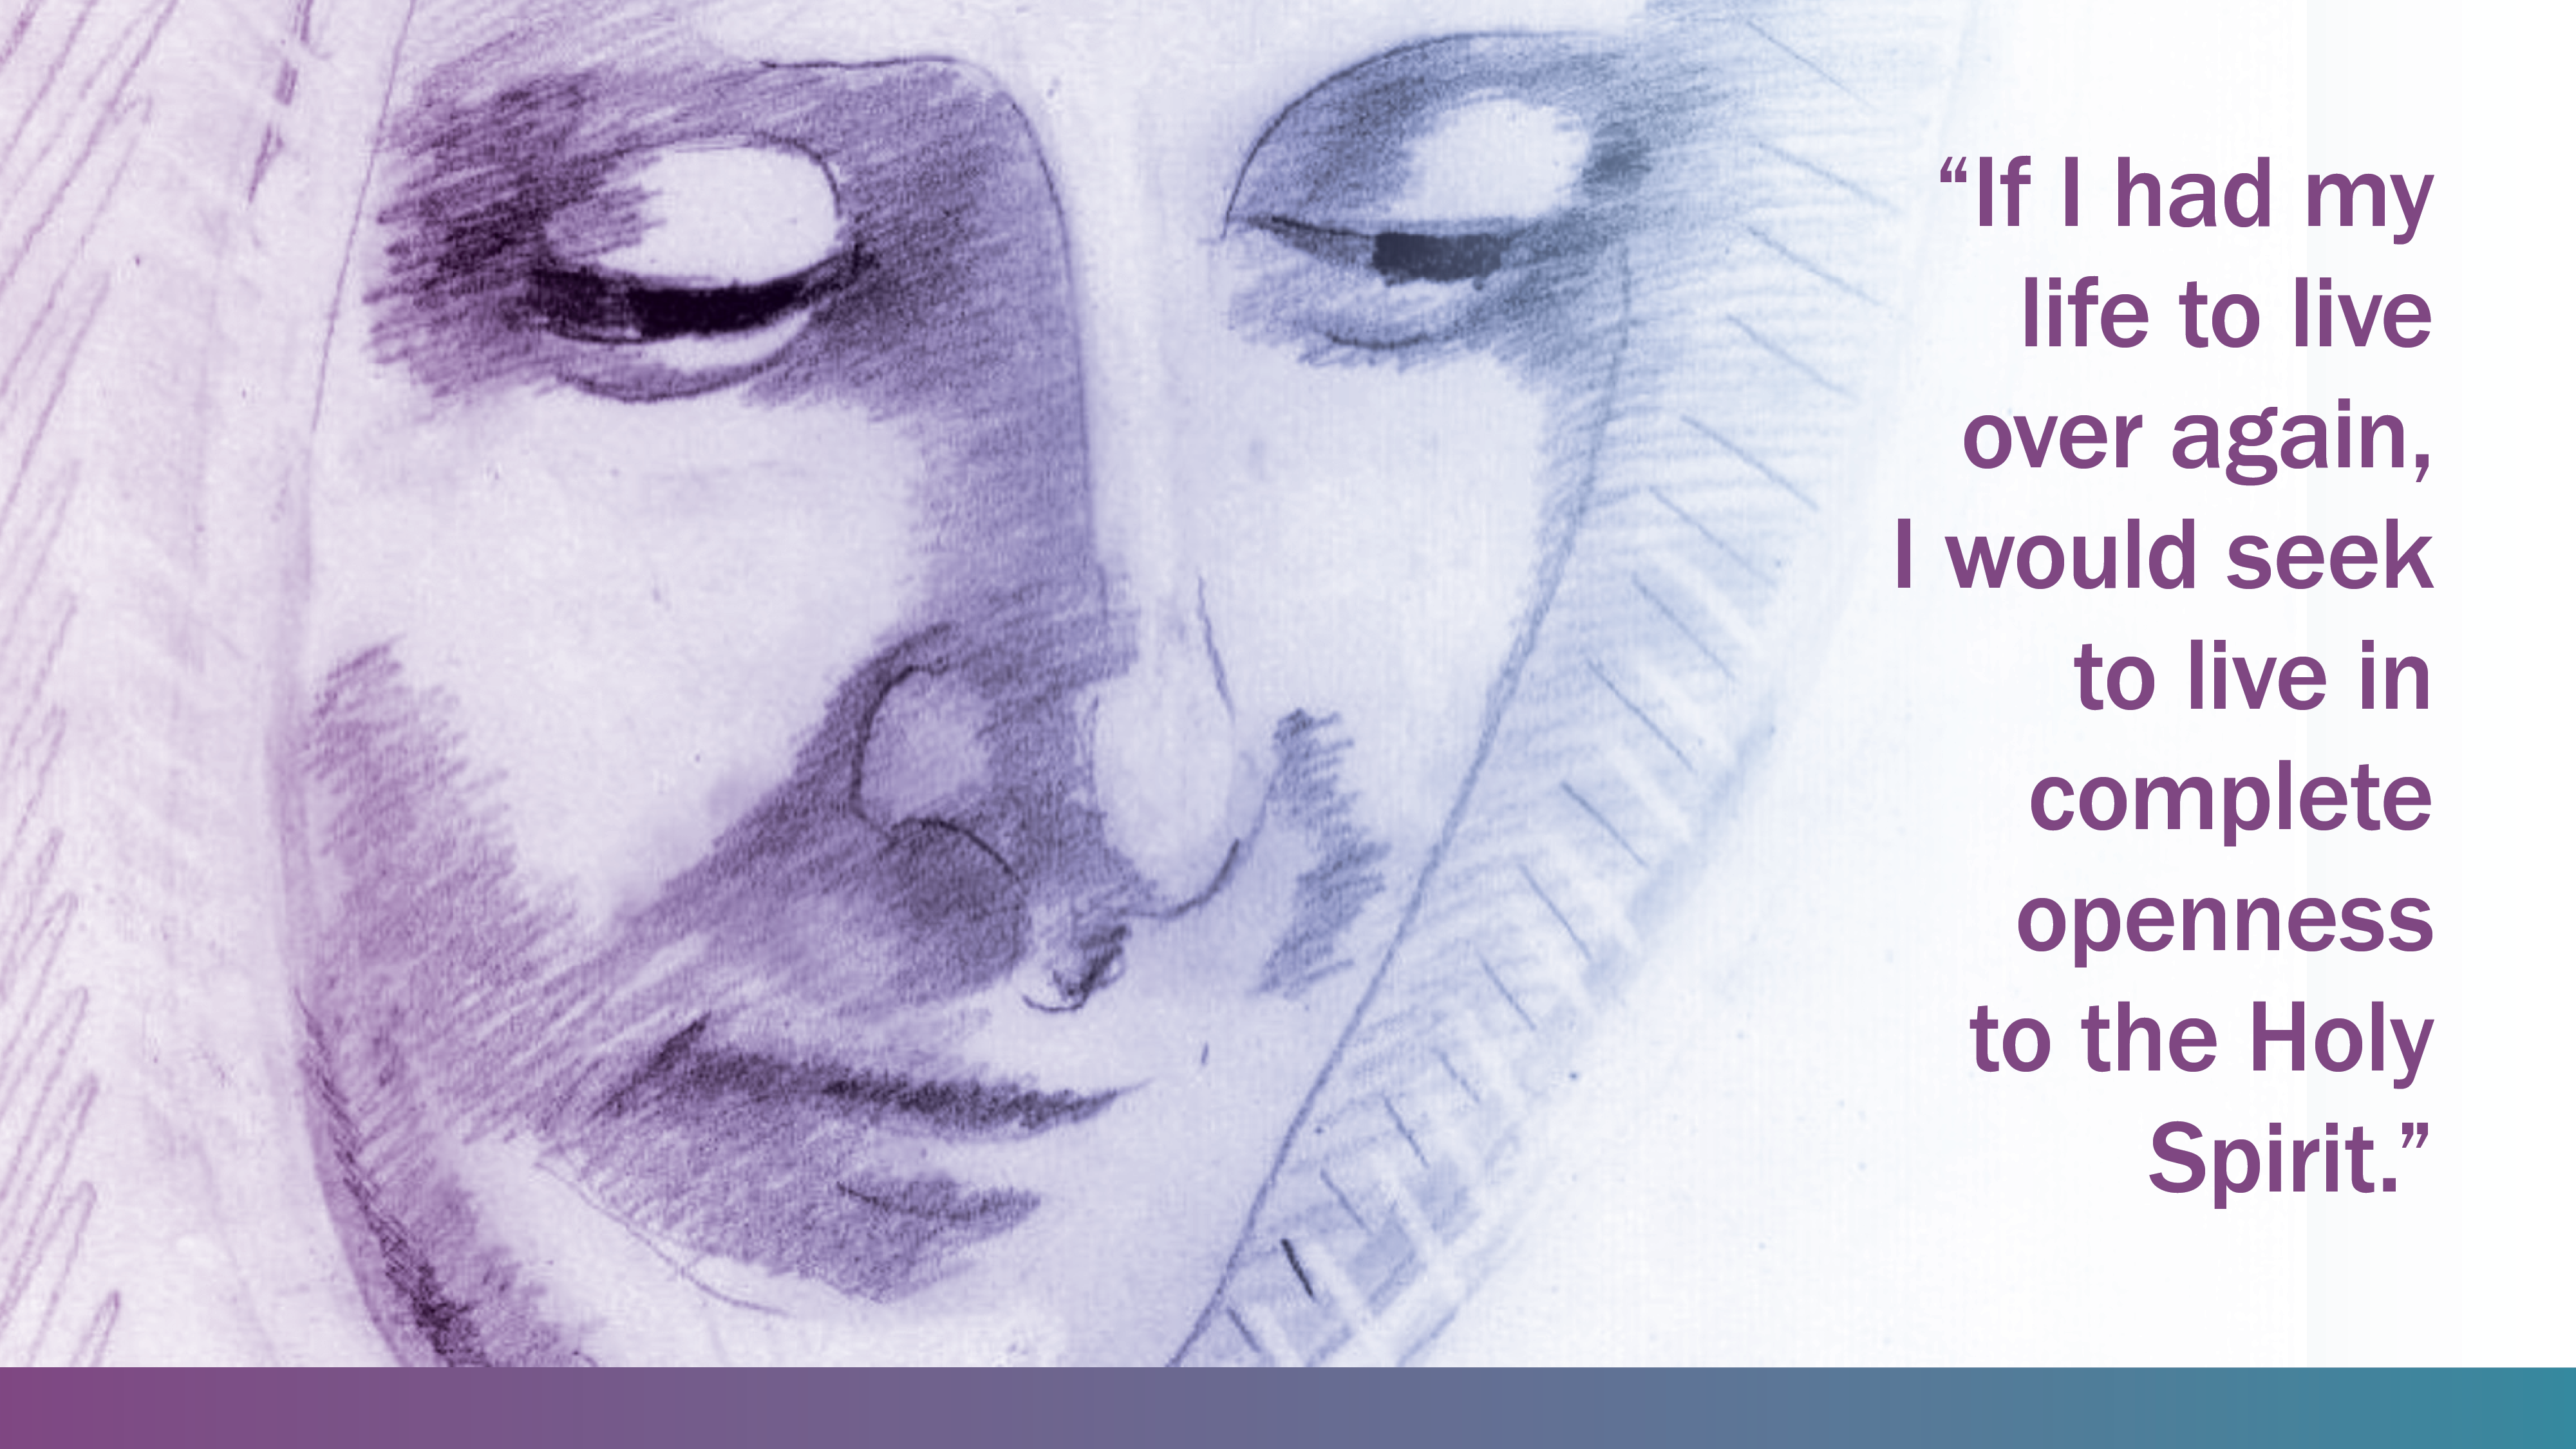 “If I had my
life to live
over again,
I would seek
to live in
complete
openness
to the Holy
Spirit.”